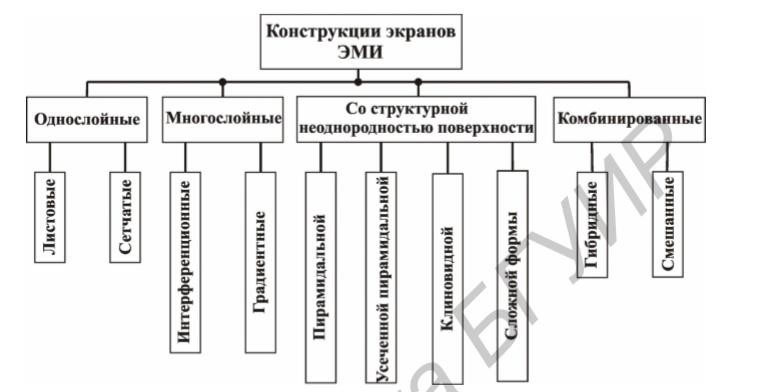 Конструкции экранов
ЭМИ
Однослойные
Многослойные
Со структурной
неоднородностью поверхности
Комбинированные
Листовые
Сетчатые
Интерференционные
Градиентные
Пирамидальной
Усеченной пирамидальной
Клиновидной
Сложной формы
Гибридные
Смешанные
а БГУИР